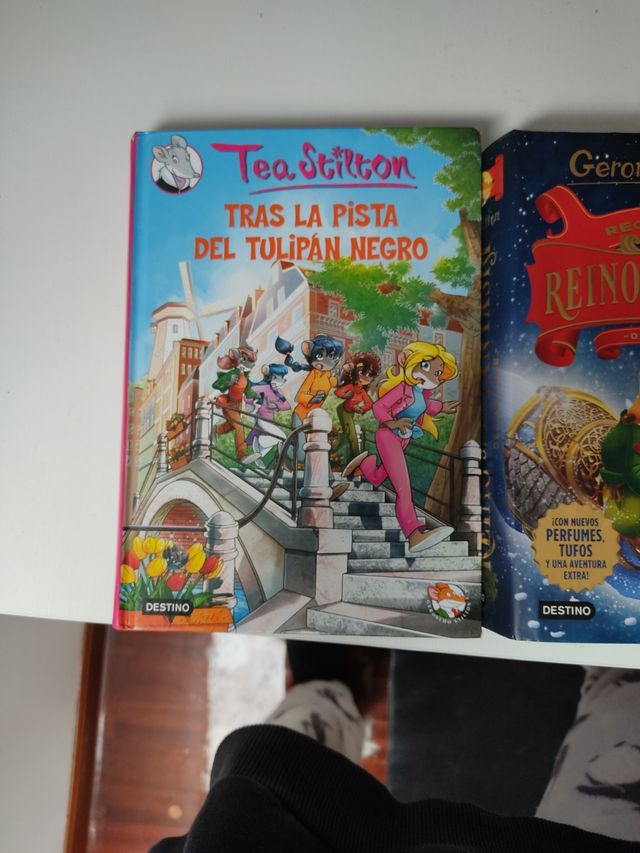 Tea Stilton
TRAS LA PISTA
DEL TULIPÁN NEGRO
DESTINO
Geron
REINO
¡CON NUEVOS
PERFUMES,
TUFOS
Y UNA AVENTURA
EXTRA!
DESTINO